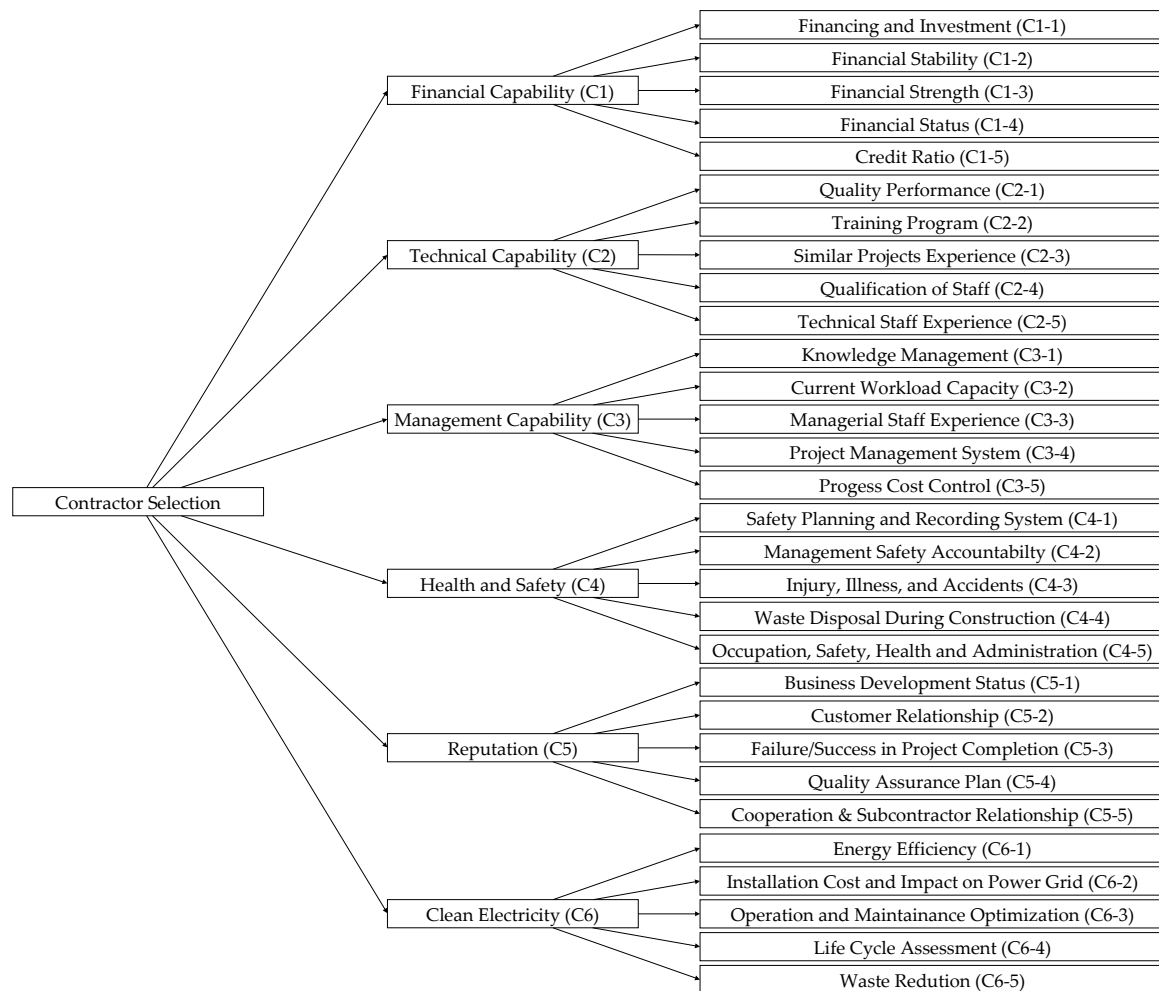 Contractor Selection
Financial Capability (C1)
Financing and Investment (C1-1)
Financial Stability (C1-2)
Financial Strength (C1-3)
Financial Status (C1-4)
Credit Ratio (C1-5)
Technical Capability (C2)
Quality Performance (C2-1)
Training Program (C2-2)
Similar Projects Experience (C2-3)
Qualification of Staff (C2-4)
Technical Staff Experience (C2-5)
Management Capability (C3)
Knowledge Management (C3-1)
Current Workload Capacity (C3-2)
Managerial Staff Experience (C3-3)
Project Management System (C3-4)
Progess Cost Control (C3-5)
Health and Safety (C4)
Safety Planning and Recording System (C4-1)
Management Safety Accountabilty (C4-2)
Injury, Illness, and Accidents (C4-3)
Waste Disposal During Construction (C4-4)
Occupation, Safety, Health and Administration (C4-5)
Reputation (C5)
Business Development Status (C5-1)
Customer Relationship (C5-2)
Failure/Success in Project Completion (C5-3)
Quality Assurance Plan (C5-4)
Cooperation & Subcontractor Relationship (C5-5)
Clean Electricity (C6)
Energy Efficiency (C6-1)
Installation Cost and Impact on Power Grid (C6-2)
Operation and Maintainance Optimization (C6-3)
Life Cycle Assessment (C6-4)
Waste Redution (C6-5)